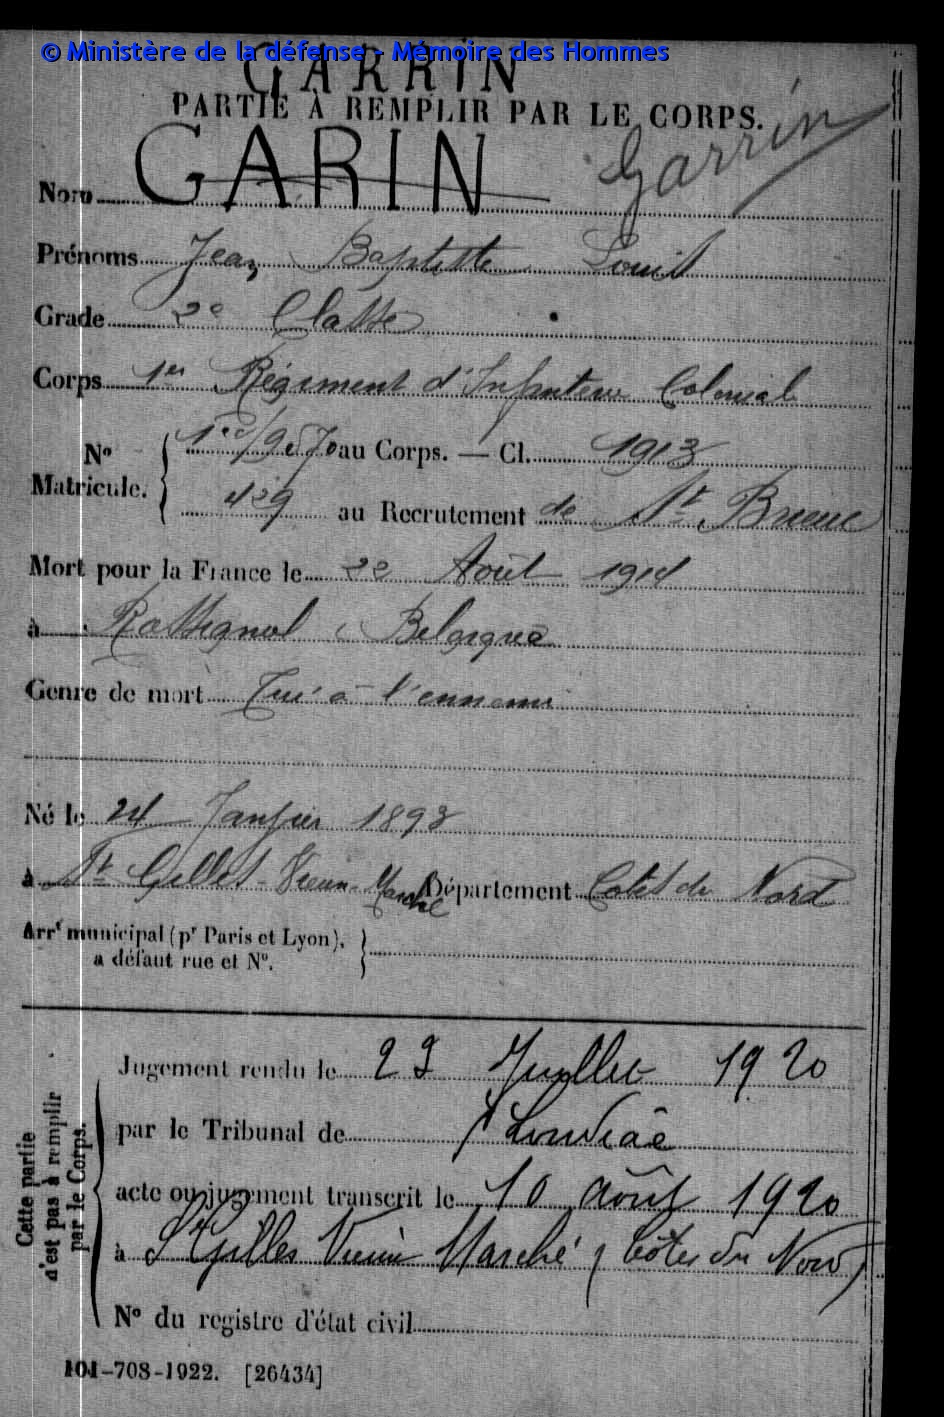 © Ministère de la défense - Mémoire des Hommes
GARRIN
PARTIE À REMPLIR PAR LE CORPS.
Nom GARIN Garrin
Prénoms Jean Baptiste Louis
Grade 2e Classe
Corps 1er Régiment d'Infanterie Colonial
No Matricule. { au Corps. — Cl. 1913
429 au Recrutement de St Brieuc
Mort pour la France le 22 Août 1914
à Rossignol Belgique
Genre de mort Tué à l'ennemi
Né le 24 Janvier 1893
à St Gilles-Vieux-Marché Département Côtes du Nord
Arrt municipal (pr Paris et Lyon), }
à défaut rue et No.
Cette partie
n'est pas à remplir
par le Corps.
Jugement rendu le 23 Juillet 1920
par le Tribunal de Loudéac
acte ou jugement transcrit le 10 août 1920
à St Gilles Vieux Marché (Côtes du Nord)
No du registre d'état civil
101-708-1922. [26434]